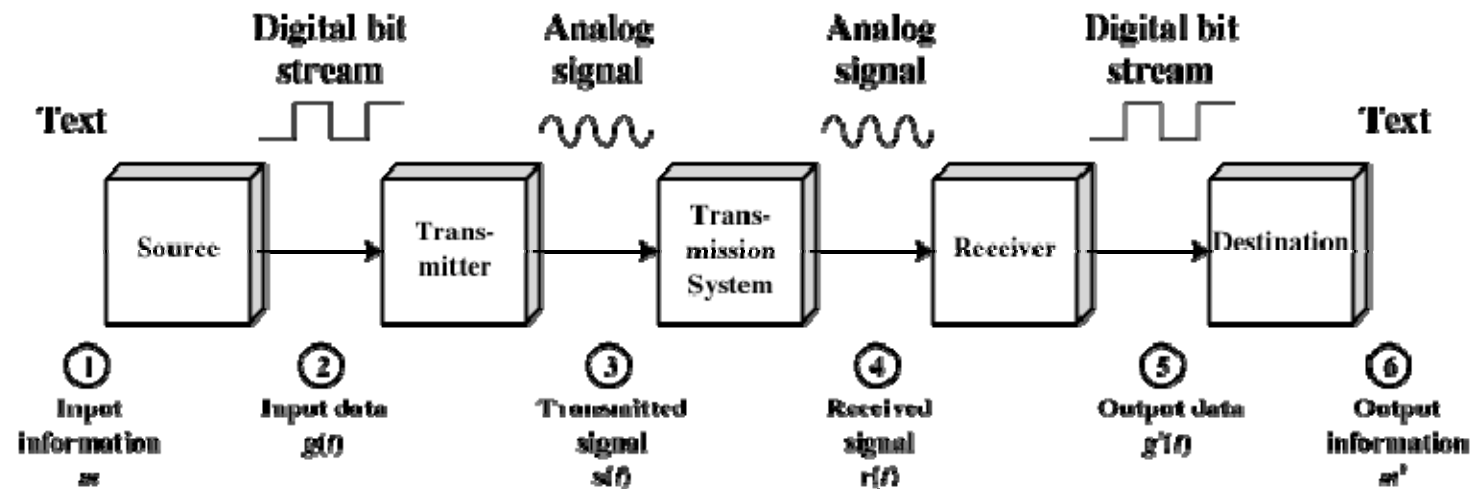 Digital bit
stream
Analog
signal
Analog
signal
Digital bit
stream
Text
Text
Source
Trans-
mitter
Trans-
mission
System
Receiver
Destination
1
Input
information
m
2
Input data
g(t)
3
Transmitted
signal
s(t)
4
Received
signal
r(t)
5
Output data
g'(t)
6
Output
information
m'